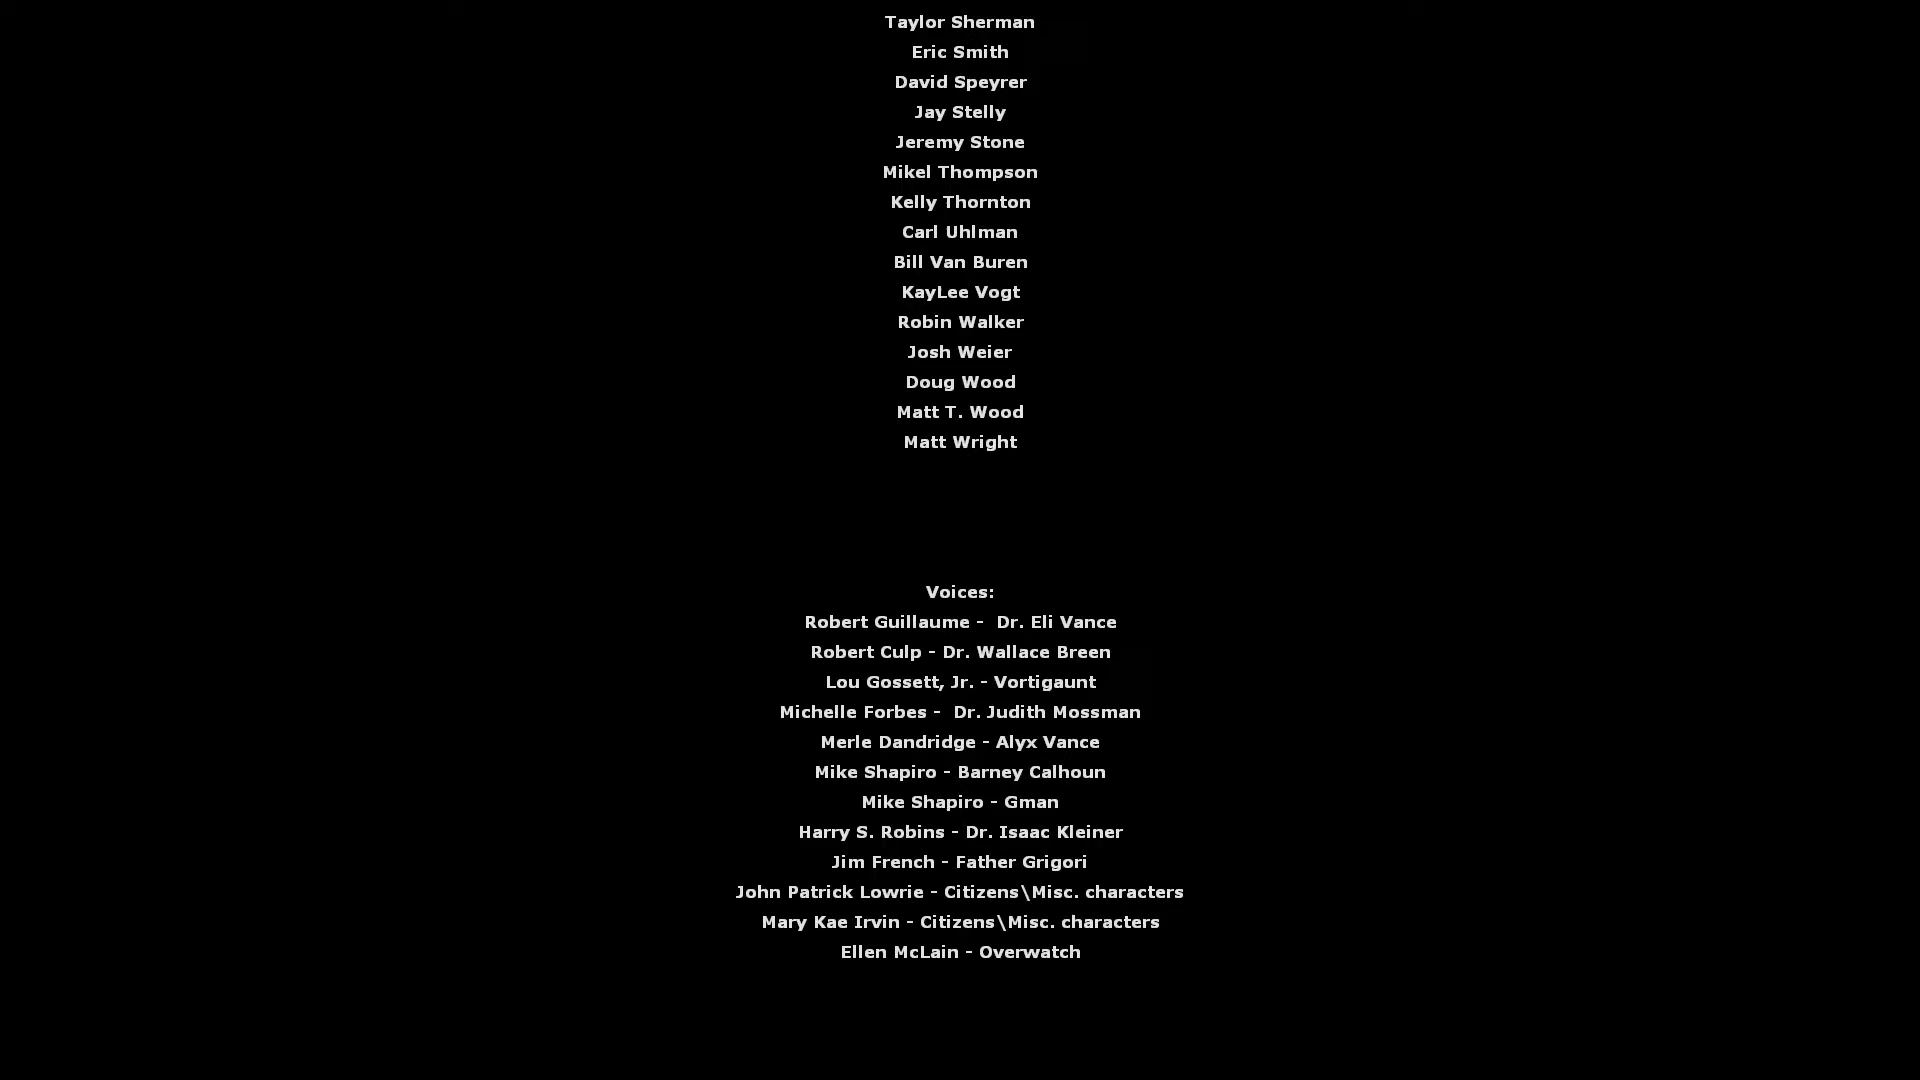 Taylor Sherman
Eric Smith
David Speyrer
Jay Stelly
Jeremy Stone
Mikel Thompson
Kelly Thornton
Carl Uhlman
Bill Van Buren
KayLee Vogt
Robin Walker
Josh Weier
Doug Wood
Matt T. Wood
Matt Wright
Voices:
Robert Guillaume -  Dr. Eli Vance
Robert Culp - Dr. Wallace Breen
Lou Gossett, Jr. - Vortigaunt
Michelle Forbes -  Dr. Judith Mossman
Merle Dandridge - Alyx Vance
Mike Shapiro - Barney Calhoun
Mike Shapiro - Gman
Harry S. Robins - Dr. Isaac Kleiner
Jim French - Father Grigori
John Patrick Lowrie - Citizens\Misc. characters
Mary Kae Irvin - Citizens\Misc. characters
Ellen McLain - Overwatch